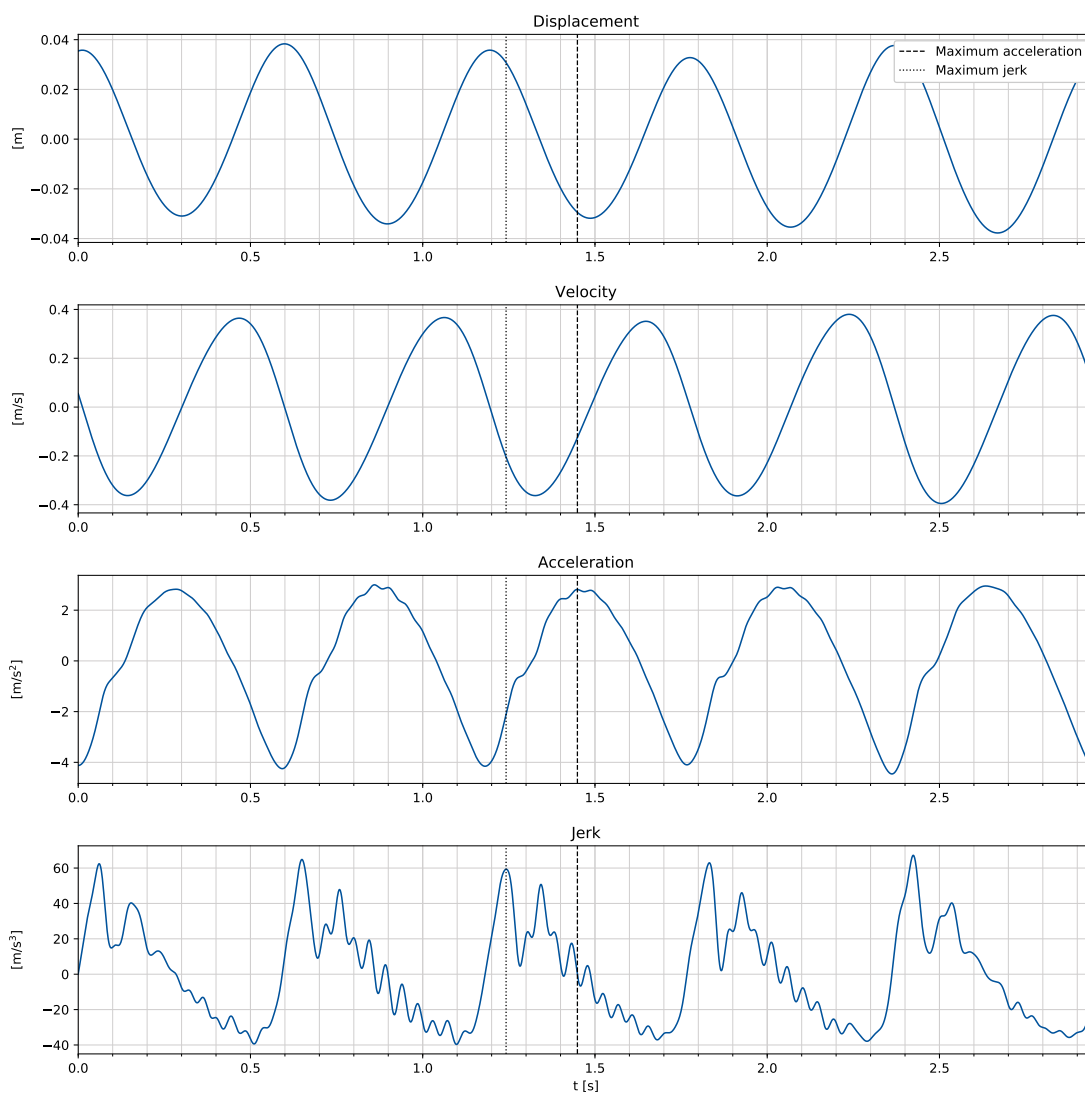 Displacement
0.04
0.02
0.00
−0.02
−0.04
[m]
Maximum acceleration
Maximum jerk
0.0 0.5 1.0 1.5 2.0 2.5
Velocity
0.4
0.2
0.0
−0.2
−0.4
[m/s]
0.0 0.5 1.0 1.5 2.0 2.5
Acceleration
2
0
−2
−4
[m/s²]
0.0 0.5 1.0 1.5 2.0 2.5
Jerk
60
40
20
0
−20
−40
[m/s³]
0.0 0.5 1.0 1.5 2.0 2.5
t [s]